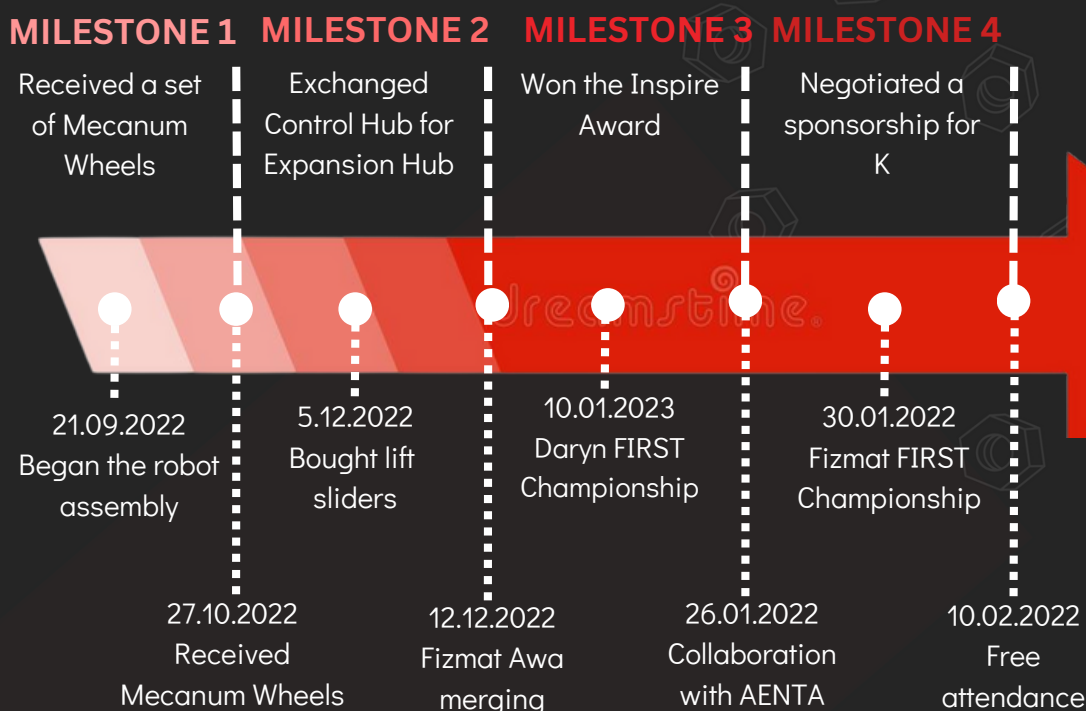 MILESTONE 1
Received a set
of Mecanum
Wheels
MILESTONE 2
Exchanged
Control Hub for
Expansion Hub
MILESTONE 3
Won the Inspire
Award
MILESTONE 4
Negotiated a
sponsorship for
K
dreamstime®
21.09.2022
Began the robot
assembly
27.10.2022
Received
Mecanum Wheels
5.12.2022
Bought lift
sliders
12.12.2022
Fizmat Awa
merging
10.01.2023
Daryn FIRST
Championship
26.01.2022
Collaboration
with AENTA
30.01.2022
Fizmat FIRST
Championship
10.02.2022
Free
attendance